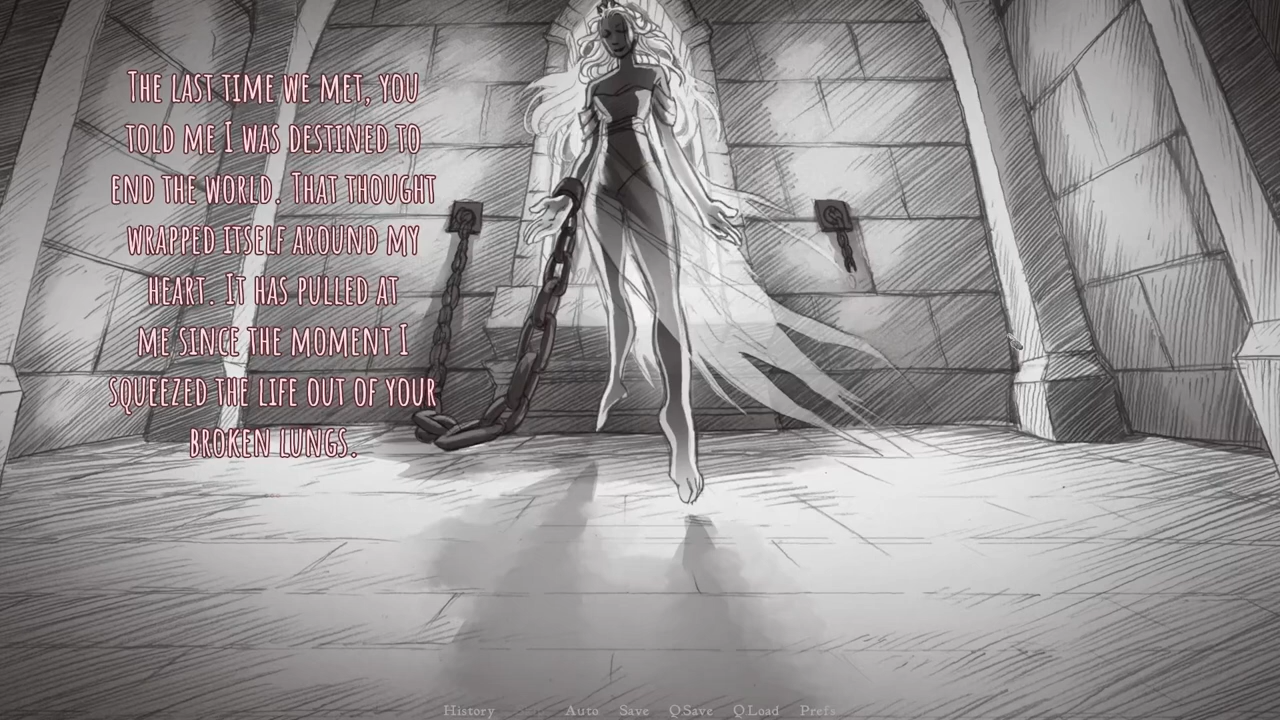 The last time we met, you
told me I was destined to
end the world. That thought
wrapped itself around my
heart. It has pulled at
me since the moment I
squeezed the life out of your
broken lungs.
History Auto Save Q.Save Q.Load Prefs